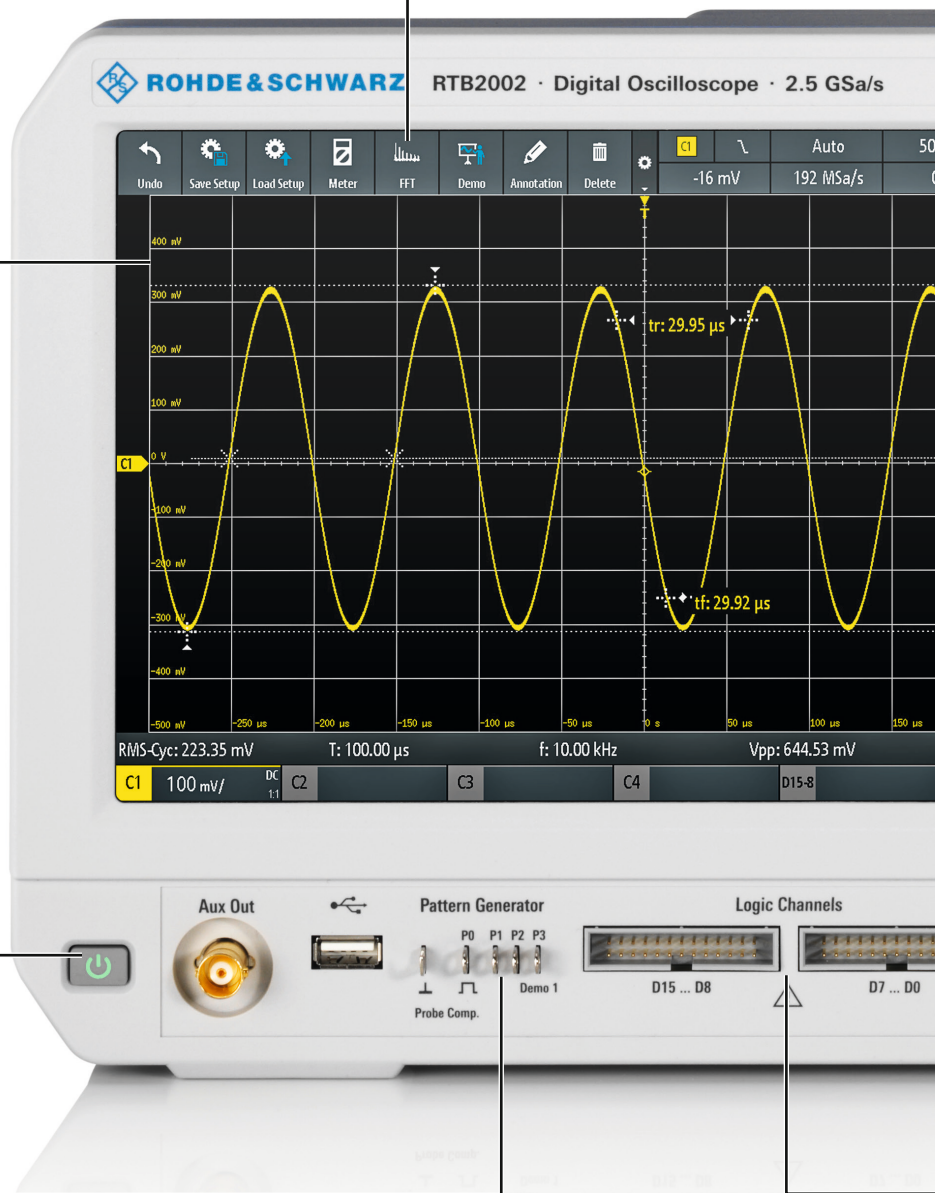 ROHDE&SCHWARZ RTB2002 · Digital Oscilloscope · 2.5 GSa/s
Undo Save Setup Load Setup Meter FFT Demo Annotation Delete
C1 Auto 50
-16 mV 192 MSa/s
T
400 mV
300 mV
tr: 29.95 µs
200 mV
100 mV
0 V
C1
-100 mV
-200 mV
tf: 29.92 µs
-300 mV
-400 mV
-500 mV -250 µs -200 µs -150 µs -100 µs -50 µs 0 s 50 µs 100 µs 150 µs
RMS-Cyc: 223.35 mV T: 100.00 µs f: 10.00 kHz Vpp: 644.53 mV
C1 100 mV/ DC 1:1 C2 C3 C4 D15-8
Aux Out Pattern Generator Logic Channels
P0 P1 P2 P3
Demo 1 D15 ... D8 D7 ... D0
Probe Comp.